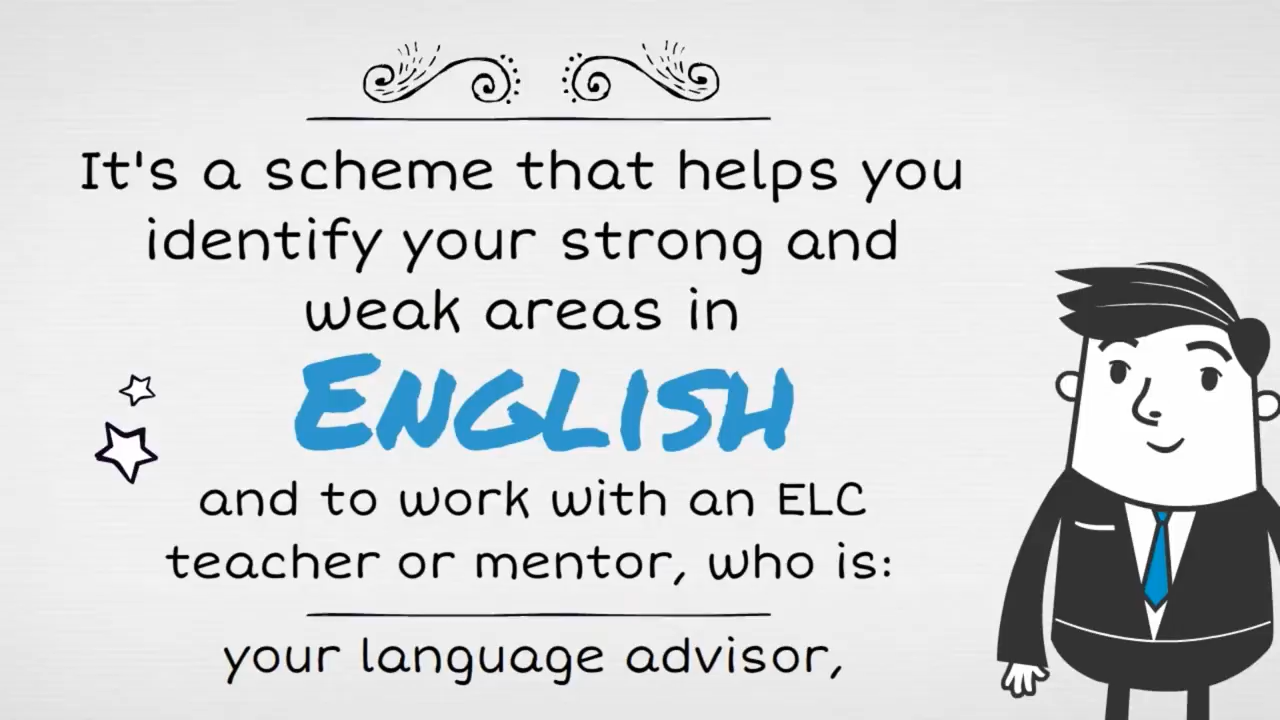 It's a scheme that helps you
identify your strong and
weak areas in
ENGLISH
and to work with an ELC
teacher or mentor, who is:
your language advisor,